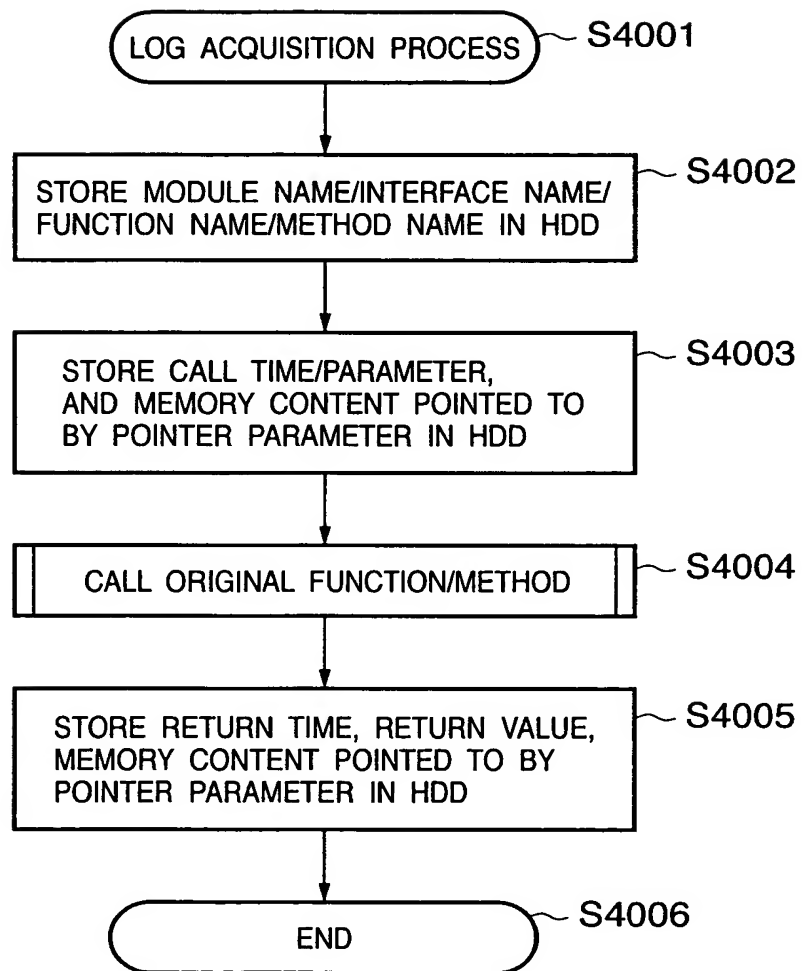 LOG ACQUISITION PROCESS
S4001
STORE MODULE NAME/INTERFACE NAME/
FUNCTION NAME/METHOD NAME IN HDD
S4002
STORE CALL TIME/PARAMETER,
AND MEMORY CONTENT POINTED TO
BY POINTER PARAMETER IN HDD
S4003
CALL ORIGINAL FUNCTION/METHOD
S4004
STORE RETURN TIME, RETURN VALUE,
MEMORY CONTENT POINTED TO BY
POINTER PARAMETER IN HDD
S4005
END
S4006